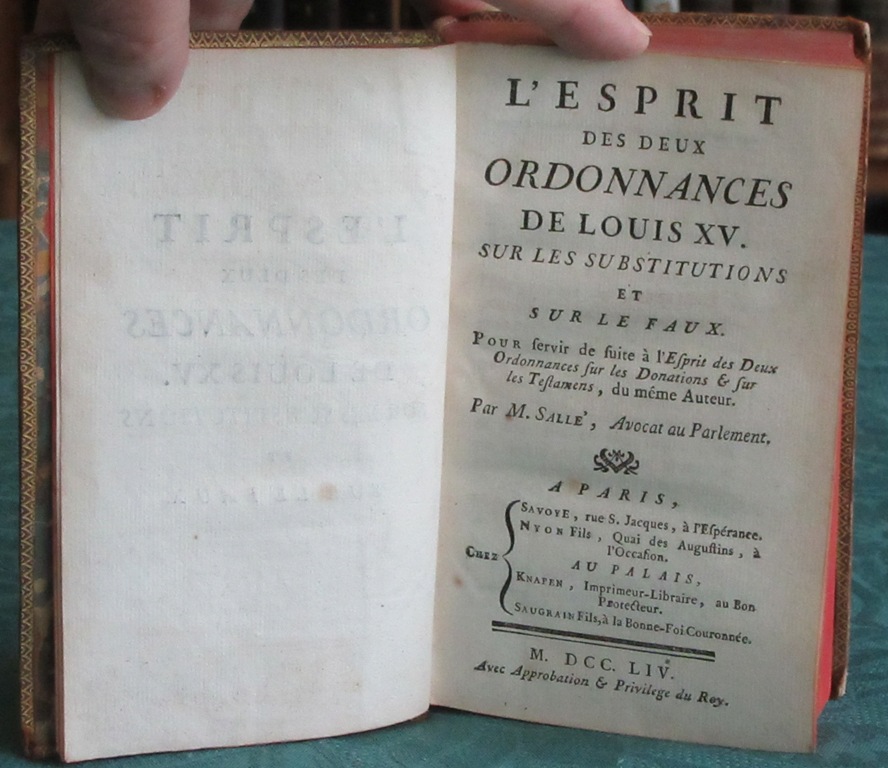 L'ESPRIT
DES DEUX
ORDONNANCES
DE LOUIS XV.
SUR LES SUBSTITUTIONS
ET
SUR LE FAUX.
POUR ſervir de ſuite à l'Eſprit des Deux
Ordonnances ſur les Donations & ſur
les Teſtamens, du même Auteur.
Par M. SALLE', Avocat au Parlement.
A PARIS,
CHEZ
SAVOYE, rue S. Jacques, à l'Eſpérance.
NYON Fils, Quai des Auguſtins, à
l'Occaſion.
AU PALAIS,
KNAPEN, Imprimeur-Libraire, au Bon
Protecteur.
SAUGRAIN Fils, à la Bonne-Foi Couronnée.
M. DCC. LIV.
Avec Approbation & Privilege du Roy.